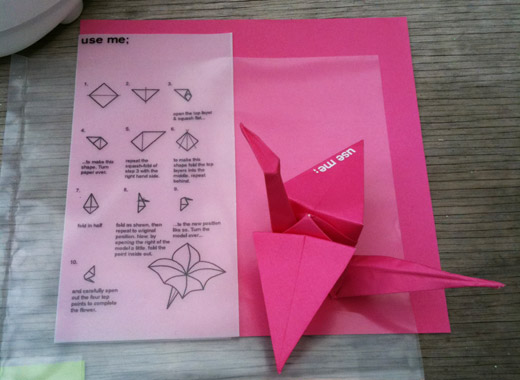 use me;
1.
2.
3.
open the top layer
& squash flat...
4.
5.
6.
...to make this
shape. Turn
paper over.
repeat the
squash-fold of
step 3 with the
right hand side.
to make this
shape fold the top
layers into the
middle. repeat
behind.
7.
8.
9.
fold in half
fold as shown. then
repeat to original
position. Now, by
opening the right of the
model a little, fold the
point inside out.
...to the new position
like so. Turn the
model over...
10.
and carefully open
out the four top
points to complete
the flower.
use me;